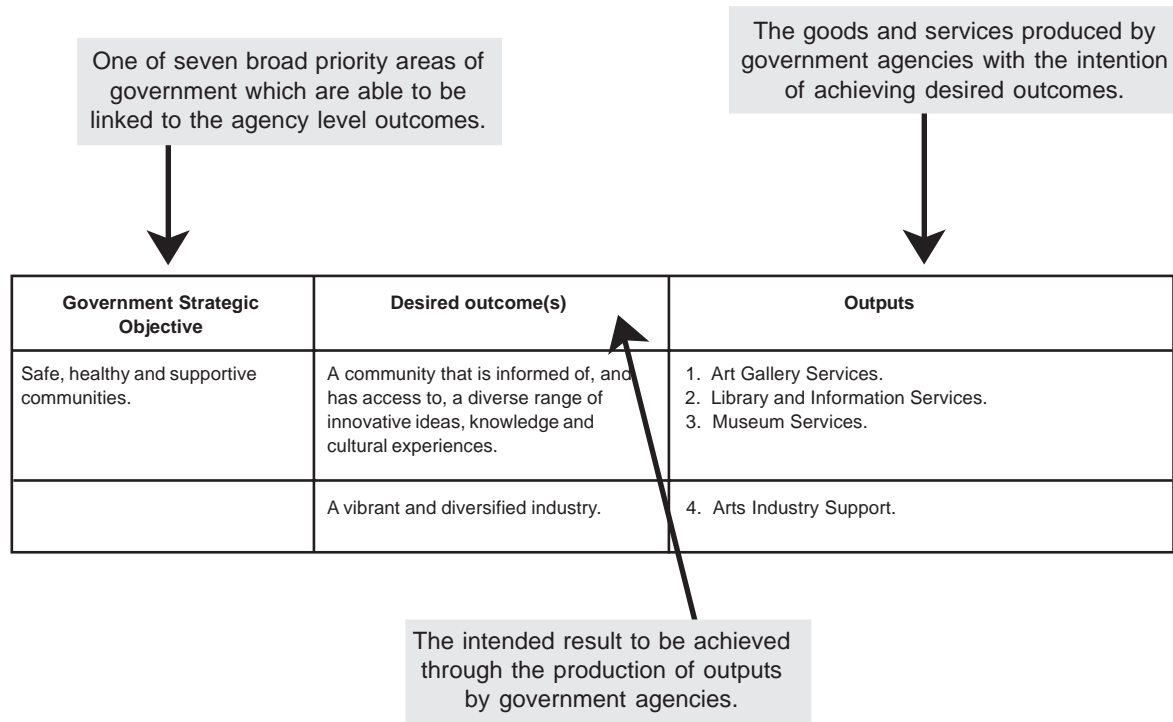 One of seven broad priority areas of
government which are able to be
linked to the agency level outcomes.
The goods and services produced by
government agencies with the intention
of achieving desired outcomes.
Government Strategic
Objective
Desired outcome(s)
Outputs
Safe, healthy and supportive
communities.
A community that is informed of, and
has access to, a diverse range of
innovative ideas, knowledge and
cultural experiences.
1. Art Gallery Services.
2. Library and Information Services.
3. Museum Services.
A vibrant and diversified industry.
4. Arts Industry Support.
The intended result to be achieved
through the production of outputs
by government agencies.